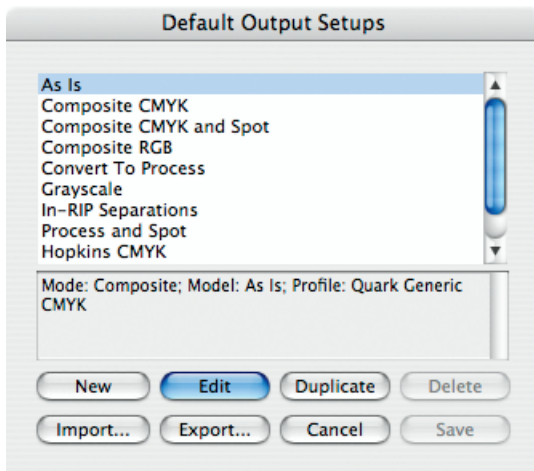 Default Output Setups
As Is
Composite CMYK
Composite CMYK and Spot
Composite RGB
Convert To Process
Grayscale
In-RIP Separations
Process and Spot
Hopkins CMYK
Mode: Composite; Model: As Is; Profile: Quark Generic
CMYK
New Edit Duplicate Delete
Import... Export... Cancel Save